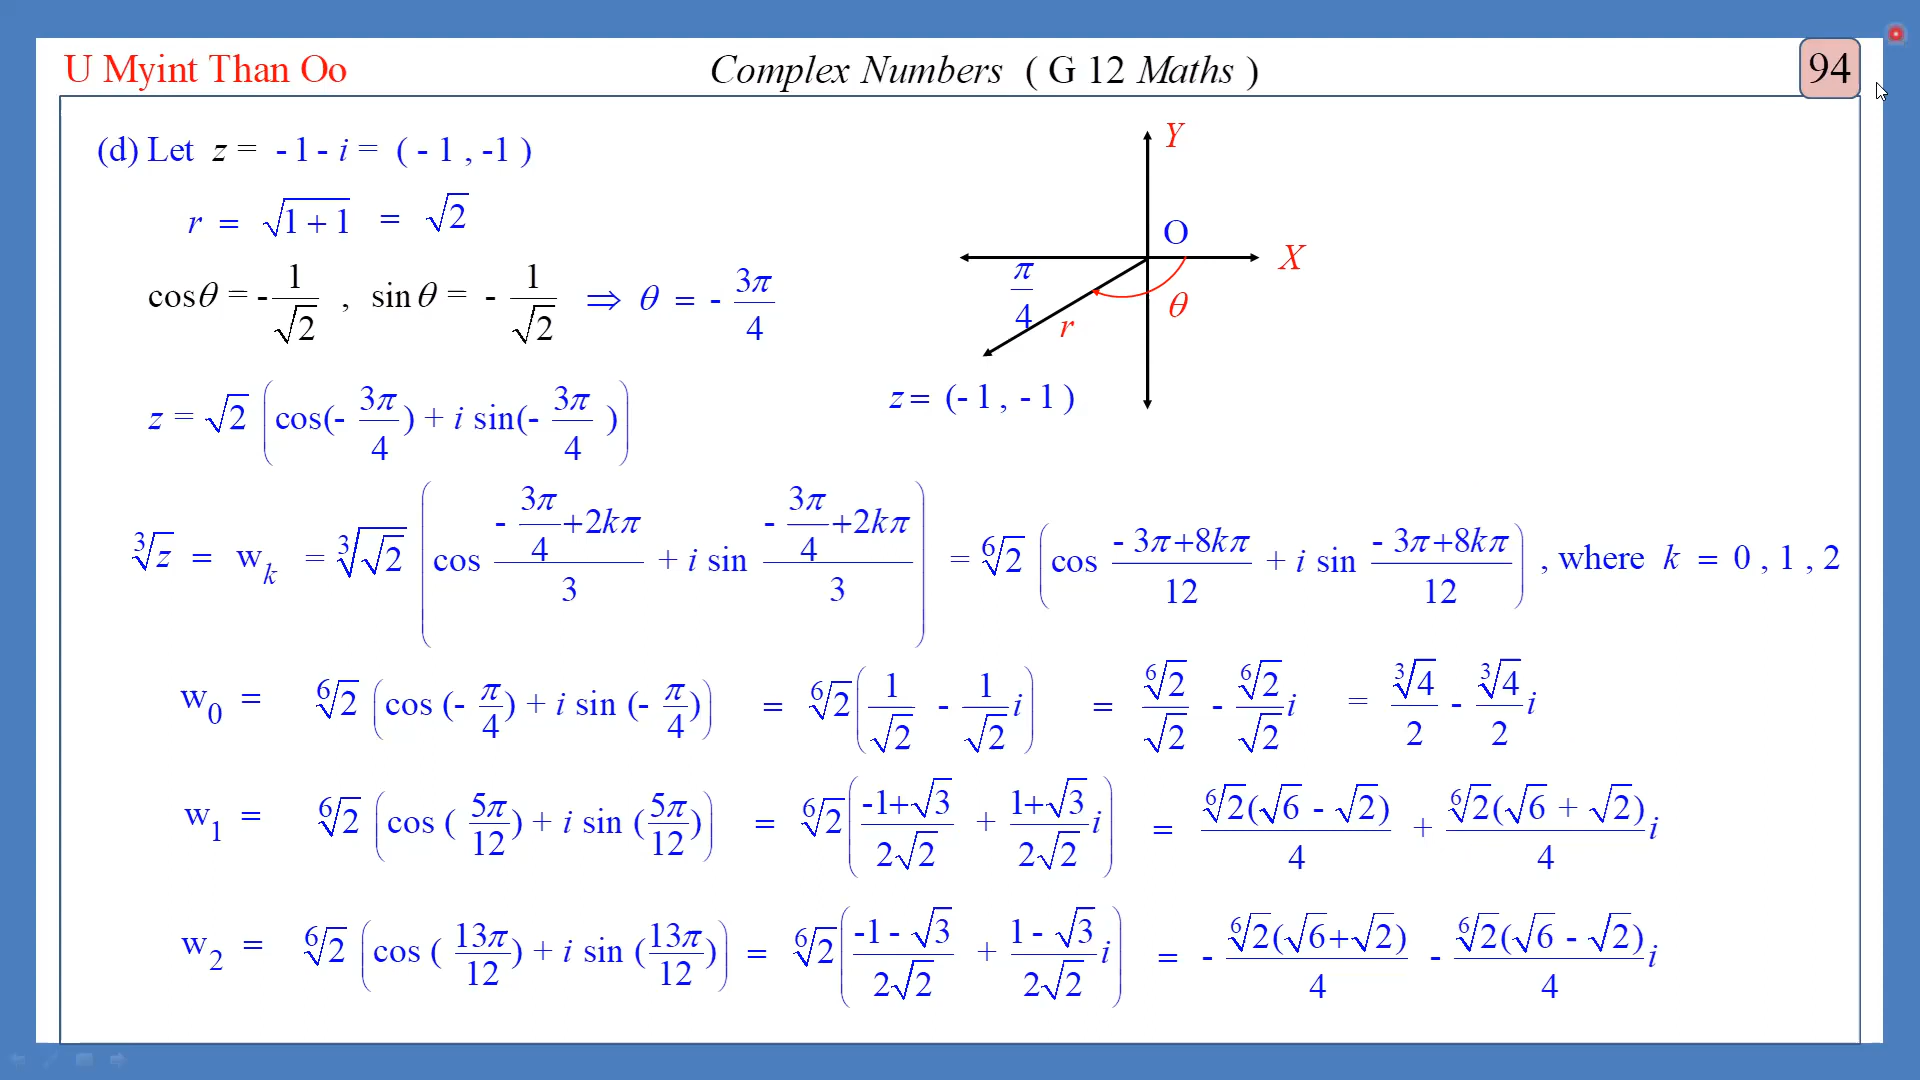 U Myint Than Oo
Complex Numbers ( G 12 Maths )
94
(d) Let z = - 1 - i = ( - 1 , -1 )
r = √(1 + 1) = √2
cosθ = - 1/√2 , sin θ = - 1/√2 ⇒ θ = - 3π/4
z = √2 (cos(- 3π/4) + i sin(- 3π/4 ))
Y
O
X
π/4
r
θ
z = (- 1 , - 1 )
∛z = w_k = ∛√2 (cos (- 3π/4 +2kπ)/3 + i sin (- 3π/4 +2kπ)/3) = ⁶√2 (cos (- 3π+8kπ)/12 + i sin (- 3π+8kπ)/12) , where k = 0 , 1 , 2
w₀ = ⁶√2 (cos (- π/4) + i sin (- π/4)) = ⁶√2 (1/√2 - 1/√2 i) = ⁶√2/√2 - ⁶√2/√2 i = ∛4/2 - ∛4/2 i
w₁ = ⁶√2 (cos ( 5π/12) + i sin (5π/12)) = ⁶√2 ((-1+√3)/2√2 + (1+√3)/2√2 i) = ⁶√2(√6 - √2)/4 + ⁶√2(√6 + √2)/4 i
w₂ = ⁶√2 (cos ( 13π/12) + i sin (13π/12)) = ⁶√2 ((-1 - √3)/2√2 + (1 - √3)/2√2 i) = - ⁶√2(√6+√2)/4 - ⁶√2(√6 - √2)/4 i